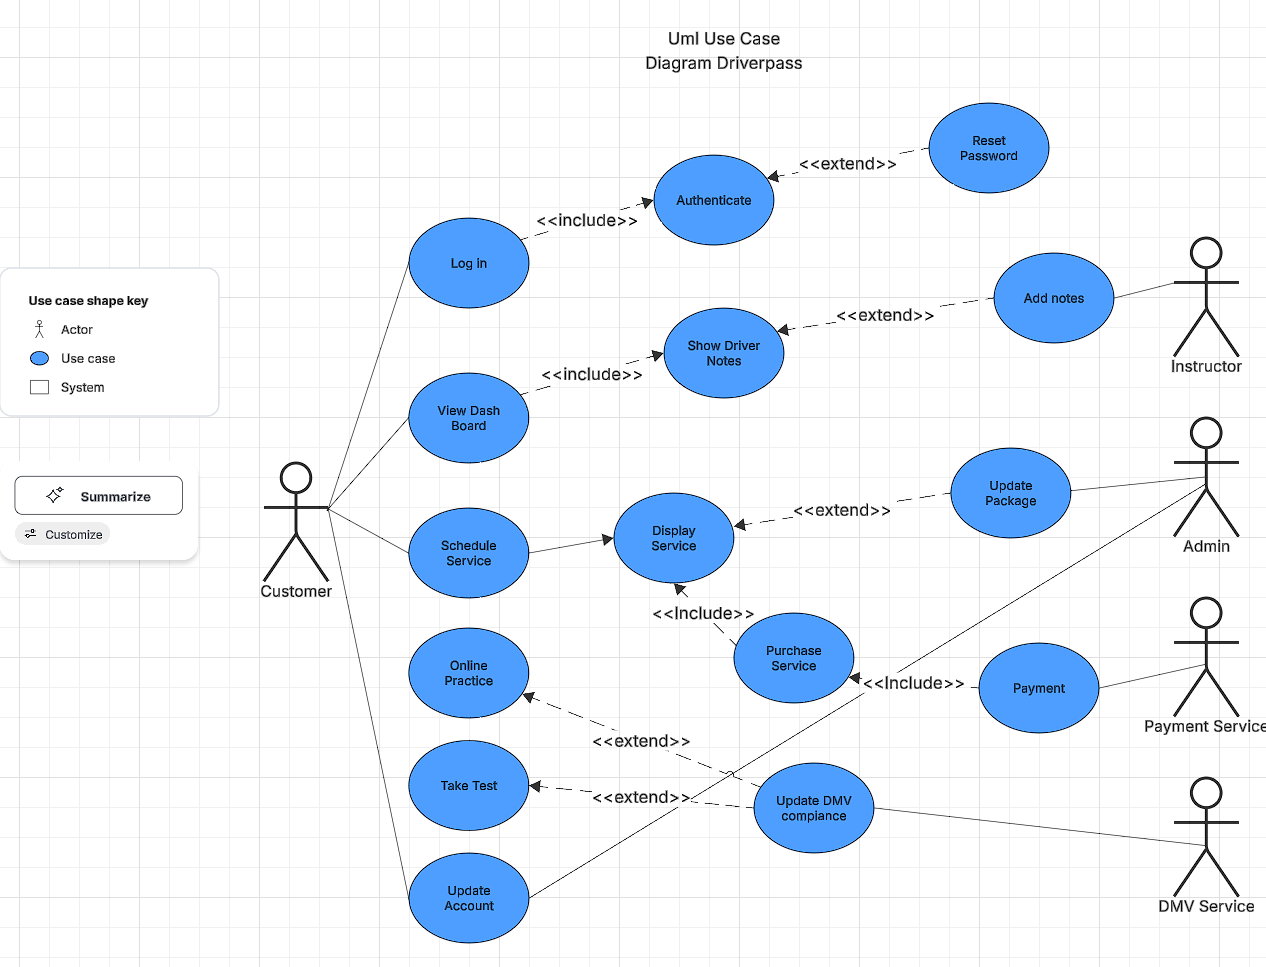 Uml Use Case
Diagram Driverpass
Reset
Password
<<extend>>
Authenticate
<<include>>
Log in
Use case shape key
Actor
Use case
System
Add notes
<<extend>>
Instructor
Show Driver
Notes
<<include>>
View Dash
Board
Summarize
Customize
Customer
Update
Package
<<extend>>
Admin
Display
Service
Schedule
Service
<<Include>>
Purchase
Service
<<Include>>
Payment
Payment Service
Online
Practice
<<extend>>
Take Test
<<extend>>
Update DMV
compiance
Update
Account
DMV Service